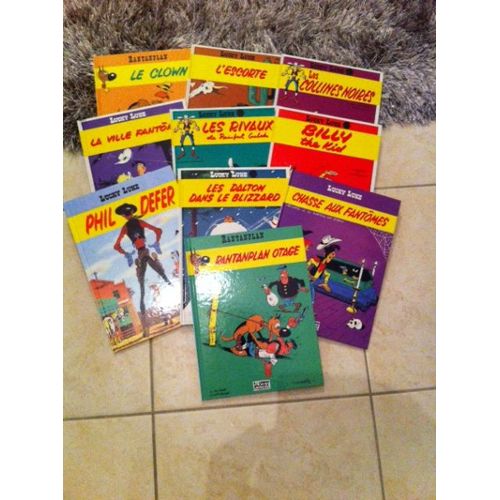 RANTANPLAN
LE CLOWN
LUCKY LUKE
L'ESCORTE
LUCKY LUKE
Les
COLLINES NOIRES
LUCKY LUKE
LA VILLE FANTÔM
LUCKY LUKE
LES RIVAUX
de Painful Gulch
LUCKY LUKE
BILLY
the Kid
LUCKY LUKE
PHIL DEFER
LUCKY LUKE
LES DALTON
DANS LE BLIZZARD
LUCKY LUKE
CHASSE AUX FANTÔMES
RANTANPLAN
RANTANPLAN OTAGE